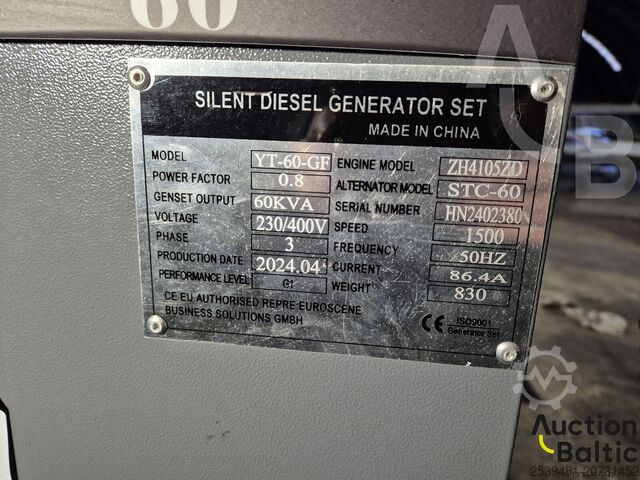 60
SILENT DIESEL GENERATOR SET
MADE IN CHINA
MODEL YT-60-GF ENGINE MODEL ZH4105Z/D
POWER FACTOR 0.8 ALTERNATOR MODEL STC-60
GENSET OUTPUT 60KVA SERIAL NUMBER HN2402380
VOLTAGE 230/400V SPEED 1500
PHASE 3 FREQUENCY 50HZ
PRODUCTION DATE 2024.04 CURRENT 86.4A
PERFORMANCE LEVEL G1 WEIGHT 830
CE EU AUTHORISED REPRE:EUROSCENE
BUSINESS SOLUTIONS GMBH
CE ISO9001
Generator Set
AB
Auction
Baltic
2539481 20731452